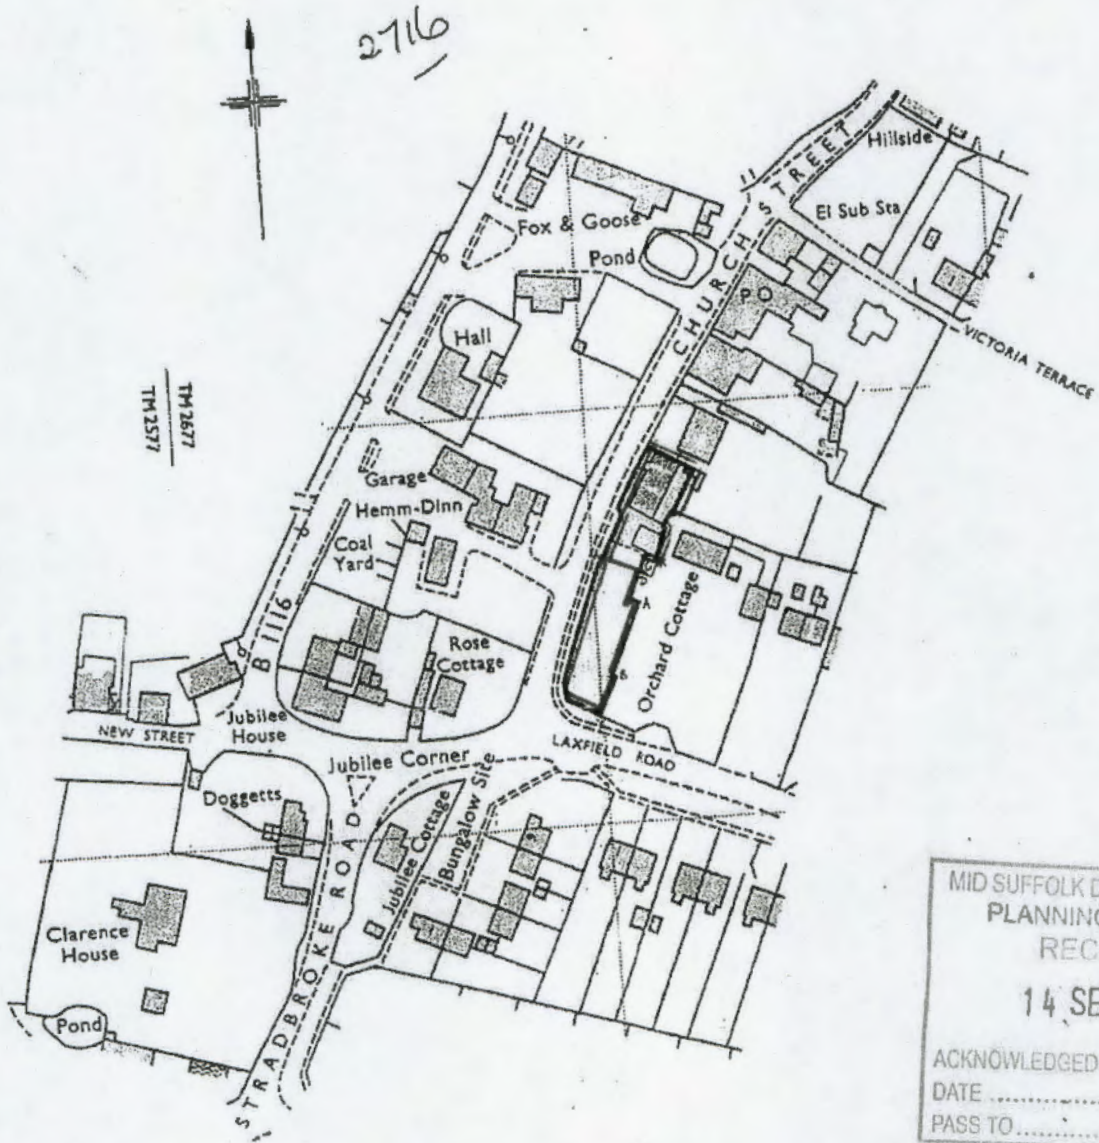 2716
CHURCH STREET
Hillside
El Sub Sta
Fox & Goose
Pond
P O
VICTORIA TERRACE
Hall
TM 2677
TM 2577
Garage
Hemm-Dinn
Coal
Yard
B 1116
Rose
Cottage
Orchard Cottage
A
B
Jubilee
House
NEW STREET
LAXFIELD ROAD
Jubilee Corner
Doggetts
Jubilee Cottage
Bungalow Site
9
1
STRADBROKE ROAD
Clarence
House
Pond
MID SUFFOLK D
PLANNING
REC
14 SE
ACKNOWLEDGED
DATE ..............
PASS TO..............